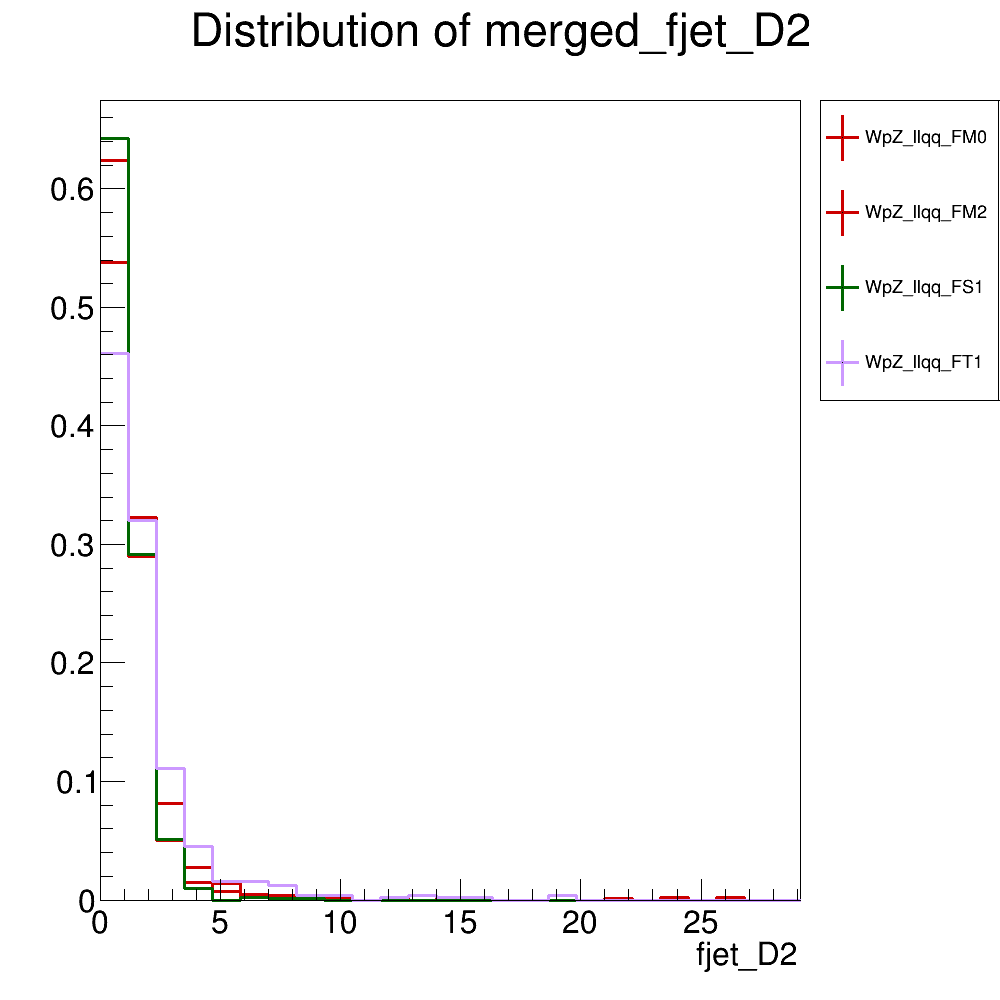 Distribution of merged_fjet_D2
0.6
0.5
0.4
0.3
0.2
0.1
0
0 5 10 15 20 25
fjet_D2
WpZ_llqq_FM0
WpZ_llqq_FM2
WpZ_llqq_FS1
WpZ_llqq_FT1